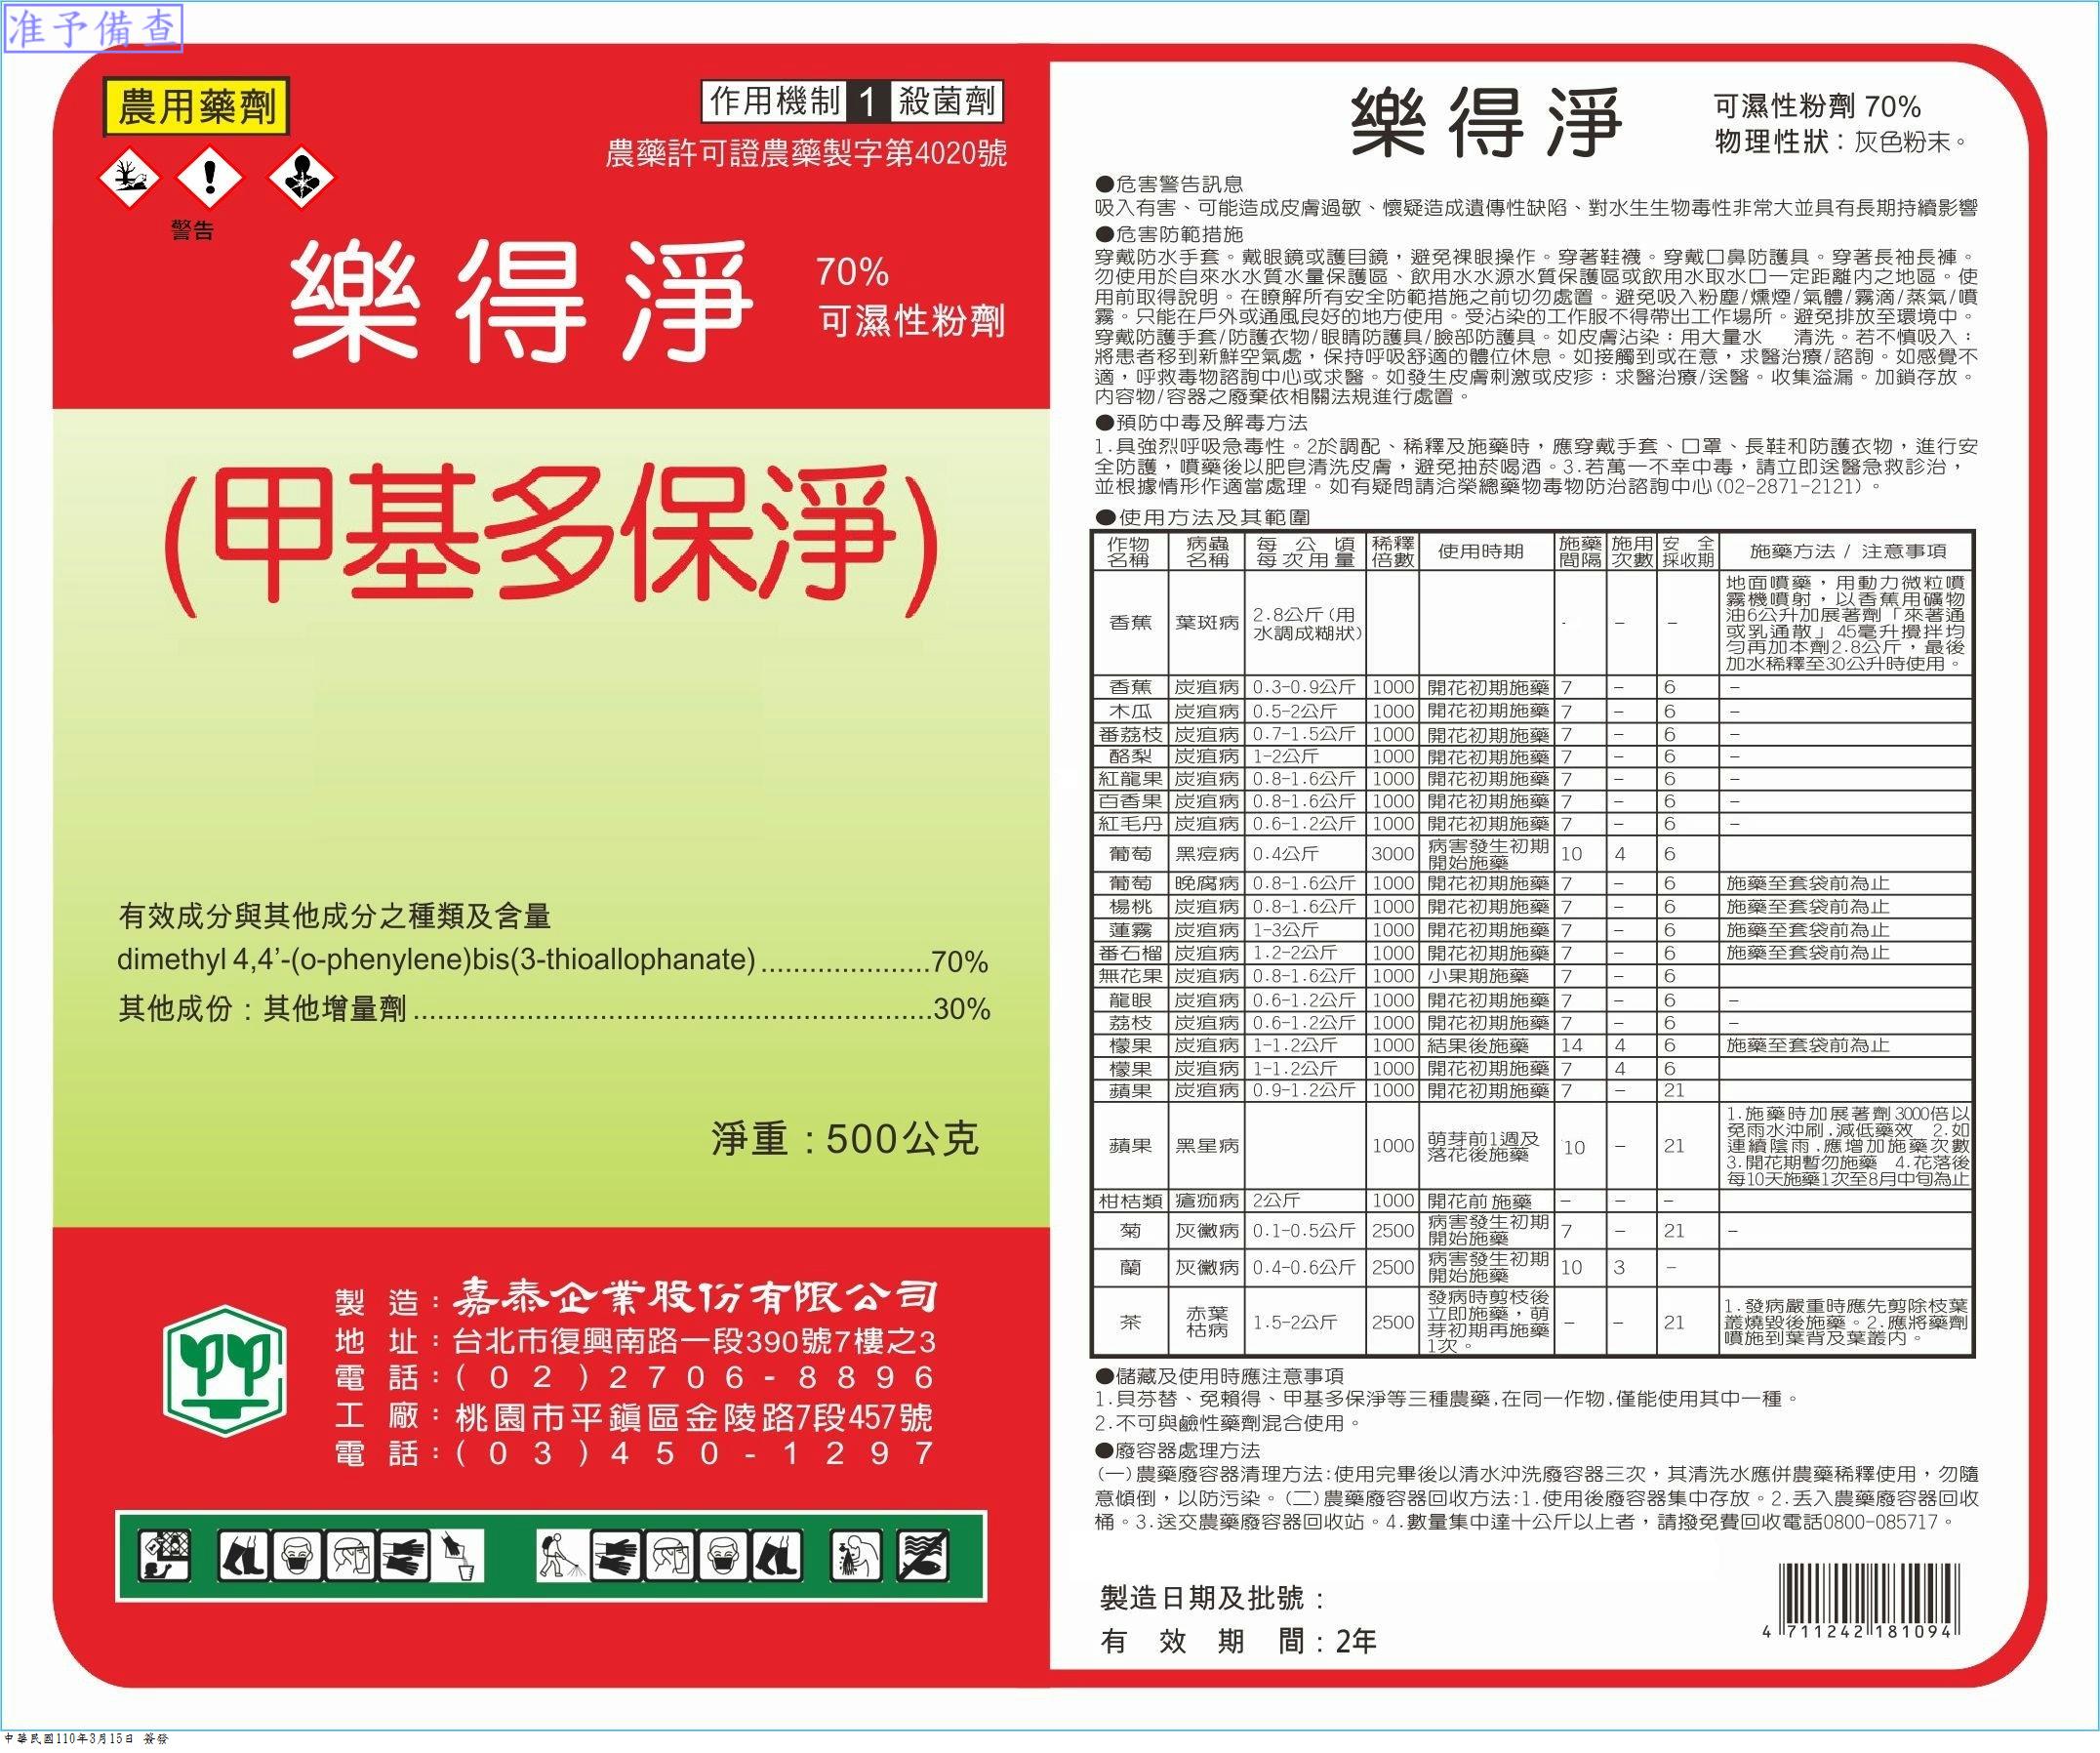 准予備查
農用藥劑
作用機制 1 殺菌劑
農藥許可證農藥製字第4020號
警告
樂得淨
70%
可濕性粉劑
(甲基多保淨)
有效成分與其他成分之種類及含量
dimethyl 4,4’-(o-phenylene)bis(3-thioallophanate).....................70%
其他成份：其他增量劑................................................................30%
淨重：500公克
製造：嘉泰企業股份有限公司
地址：台北市復興南路一段390號7樓之3
電話：(02)2706-8896
工廠：桃園市平鎮區金陵路7段457號
電話：(03)450-1297
樂得淨
可濕性粉劑 70%
物理性狀：灰色粉末。
●危害警告訊息
吸入有害、可能造成皮膚過敏、懷疑造成遺傳性缺陷、對水生生物毒性非常大並具有長期持續影響
●危害防範措施
穿戴防水手套。戴眼鏡或護目鏡，避免裸眼操作。穿著鞋襪。穿戴口鼻防護具。穿著長袖長褲。
勿使用於自來水水質水量保護區、飲用水水源水質保護區或飲用水取水口一定距離內之地區。使
用前取得說明。在瞭解所有安全防範措施之前切勿處置。避免吸入粉塵/燻煙/氣體/霧滴/蒸氣/噴
霧。只能在戶外或通風良好的地方使用。受沾染的工作服不得帶出工作場所。避免排放至環境中。
穿戴防護手套/防護衣物/眼睛防護具/臉部防護具。如皮膚沾染：用大量水　清洗。若不慎吸入：
將患者移到新鮮空氣處，保持呼吸舒適的體位休息。如接觸到或在意，求醫治療/諮詢。如感覺不
適，呼救毒物諮詢中心或求醫。如發生皮膚刺激或皮疹：求醫治療/送醫。收集溢漏。加鎖存放。
內容物/容器之廢棄依相關法規進行處置。
●預防中毒及解毒方法
1.具強烈呼吸急毒性。2於調配、稀釋及施藥時，應穿戴手套、口罩、長鞋和防護衣物，進行安
全防護，噴藥後以肥皂清洗皮膚，避免抽菸喝酒。3.若萬一不幸中毒，請立即送醫急救診治，
並根據情形作適當處理。如有疑問請洽榮總藥物毒物防治諮詢中心(02-2871-2121)。
●使用方法及其範圍
作物名稱 病蟲名稱 每公頃每次用量 稀釋倍數 使用時期 施藥間隔 施用次數 安全採收期 施藥方法 / 注意事項
香蕉 葉斑病 2.8公斤(用水調成糊狀) - － － 地面噴藥，用動力微粒噴霧機噴射，以香蕉用礦物油6公升加展著劑「來著通或乳通散」45毫升攪拌均勻再加本劑2.8公斤，最後加水稀釋至30公升時使用。
香蕉 炭疽病 0.3-0.9公斤 1000 開花初期施藥 7 － 6 －
木瓜 炭疽病 0.5-2公斤 1000 開花初期施藥 7 － 6 －
番荔枝 炭疽病 0.7-1.5公斤 1000 開花初期施藥 7 － 6 －
酪梨 炭疽病 1-2公斤 1000 開花初期施藥 7 － 6 －
紅龍果 炭疽病 0.8-1.6公斤 1000 開花初期施藥 7 － 6 －
百香果 炭疽病 0.8-1.6公斤 1000 開花初期施藥 7 － 6 －
紅毛丹 炭疽病 0.6-1.2公斤 1000 開花初期施藥 7 － 6 －
葡萄 黑痘病 0.4公斤 3000 病害發生初期開始施藥 10 4 6
葡萄 晚腐病 0.8-1.6公斤 1000 開花初期施藥 7 － 6 施藥至套袋前為止
楊桃 炭疽病 0.8-1.6公斤 1000 開花初期施藥 7 － 6 施藥至套袋前為止
蓮霧 炭疽病 1-3公斤 1000 開花初期施藥 7 － 6 施藥至套袋前為止
番石榴 炭疽病 1.2-2公斤 1000 開花初期施藥 7 － 6 施藥至套袋前為止
無花果 炭疽病 0.8-1.6公斤 1000 小果期施藥 7 － 6
龍眼 炭疽病 0.6-1.2公斤 1000 開花初期施藥 7 － 6 －
荔枝 炭疽病 0.6-1.2公斤 1000 開花初期施藥 7 － 6 －
檬果 炭疽病 1-1.2公斤 1000 結果後施藥 14 4 6 施藥至套袋前為止
檬果 炭疽病 1-1.2公斤 1000 開花初期施藥 7 4 6
蘋果 炭疽病 0.9-1.2公斤 1000 開花初期施藥 7 － 21
蘋果 黑星病 1000 萌芽前1週及落花後施藥 10 － 21 1.施藥時加展著劑3000倍以免雨水沖刷.減低藥效 2.如連續陰雨.應增加施藥次數 3.開花期暫勿施藥 4.花落後每10天施藥1次至8月中旬為止
柑桔類 瘡痂病 2公斤 1000 開花前施藥 － － －
菊 灰黴病 0.1-0.5公斤 2500 病害發生初期開始施藥 7 － 21 －
蘭 灰黴病 0.4-0.6公斤 2500 病害發生初期開始施藥 10 3 －
茶 赤葉枯病 1.5-2公斤 2500 發病時剪枝後立即施藥，萌芽初期再施藥1次。 － － 21 1.發病嚴重時應先剪除枝葉叢燒毀後施藥。2.應將藥劑噴施到葉背及葉叢內。
●儲藏及使用時應注意事項
1.貝芬替、免賴得、甲基多保淨等三種農藥.在同一作物.僅能使用其中一種。
2.不可與鹼性藥劑混合使用。
●廢容器處理方法
(一)農藥廢容器清理方法:使用完畢後以清水沖洗廢容器三次，其清洗水應併農藥稀釋使用，勿隨
意傾倒，以防污染。(二)農藥廢容器回收方法:1.使用後廢容器集中存放。2.丟入農藥廢容器回收
桶。3.送交農藥廢容器回收站。4.數量集中達十公斤以上者，請撥免費回收電話0800-085717。
製造日期及批號：
有效期間：2年
4 711242 181094
中華民國110年3月15日 簽發